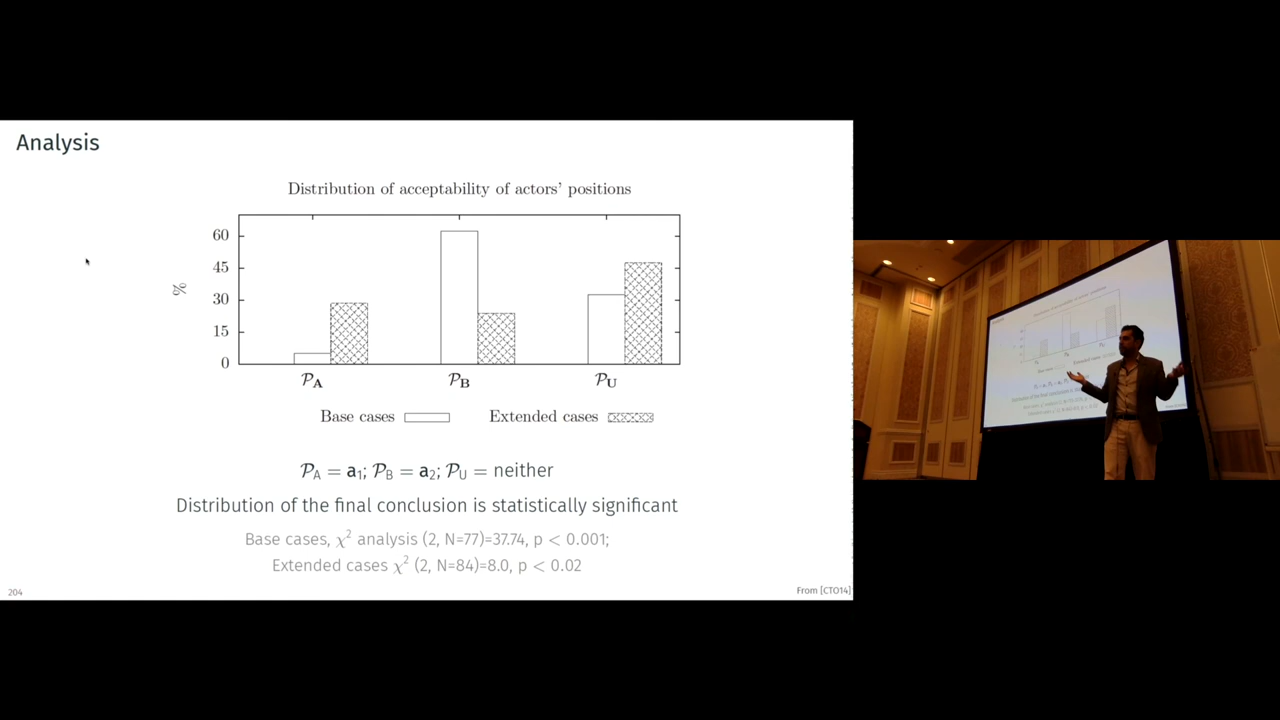 Analysis
Distribution of acceptability of actors' positions
60
45
30
15
0
%
𝒫A 𝒫B 𝒫U
Base cases Extended cases
𝒫A = a1; 𝒫B = a2; 𝒫U = neither
Distribution of the final conclusion is statistically significant
Base cases, χ² analysis (2, N=77)=37.74, p < 0.001;
Extended cases χ² (2, N=84)=8.0, p < 0.02
204
From [CTO14]